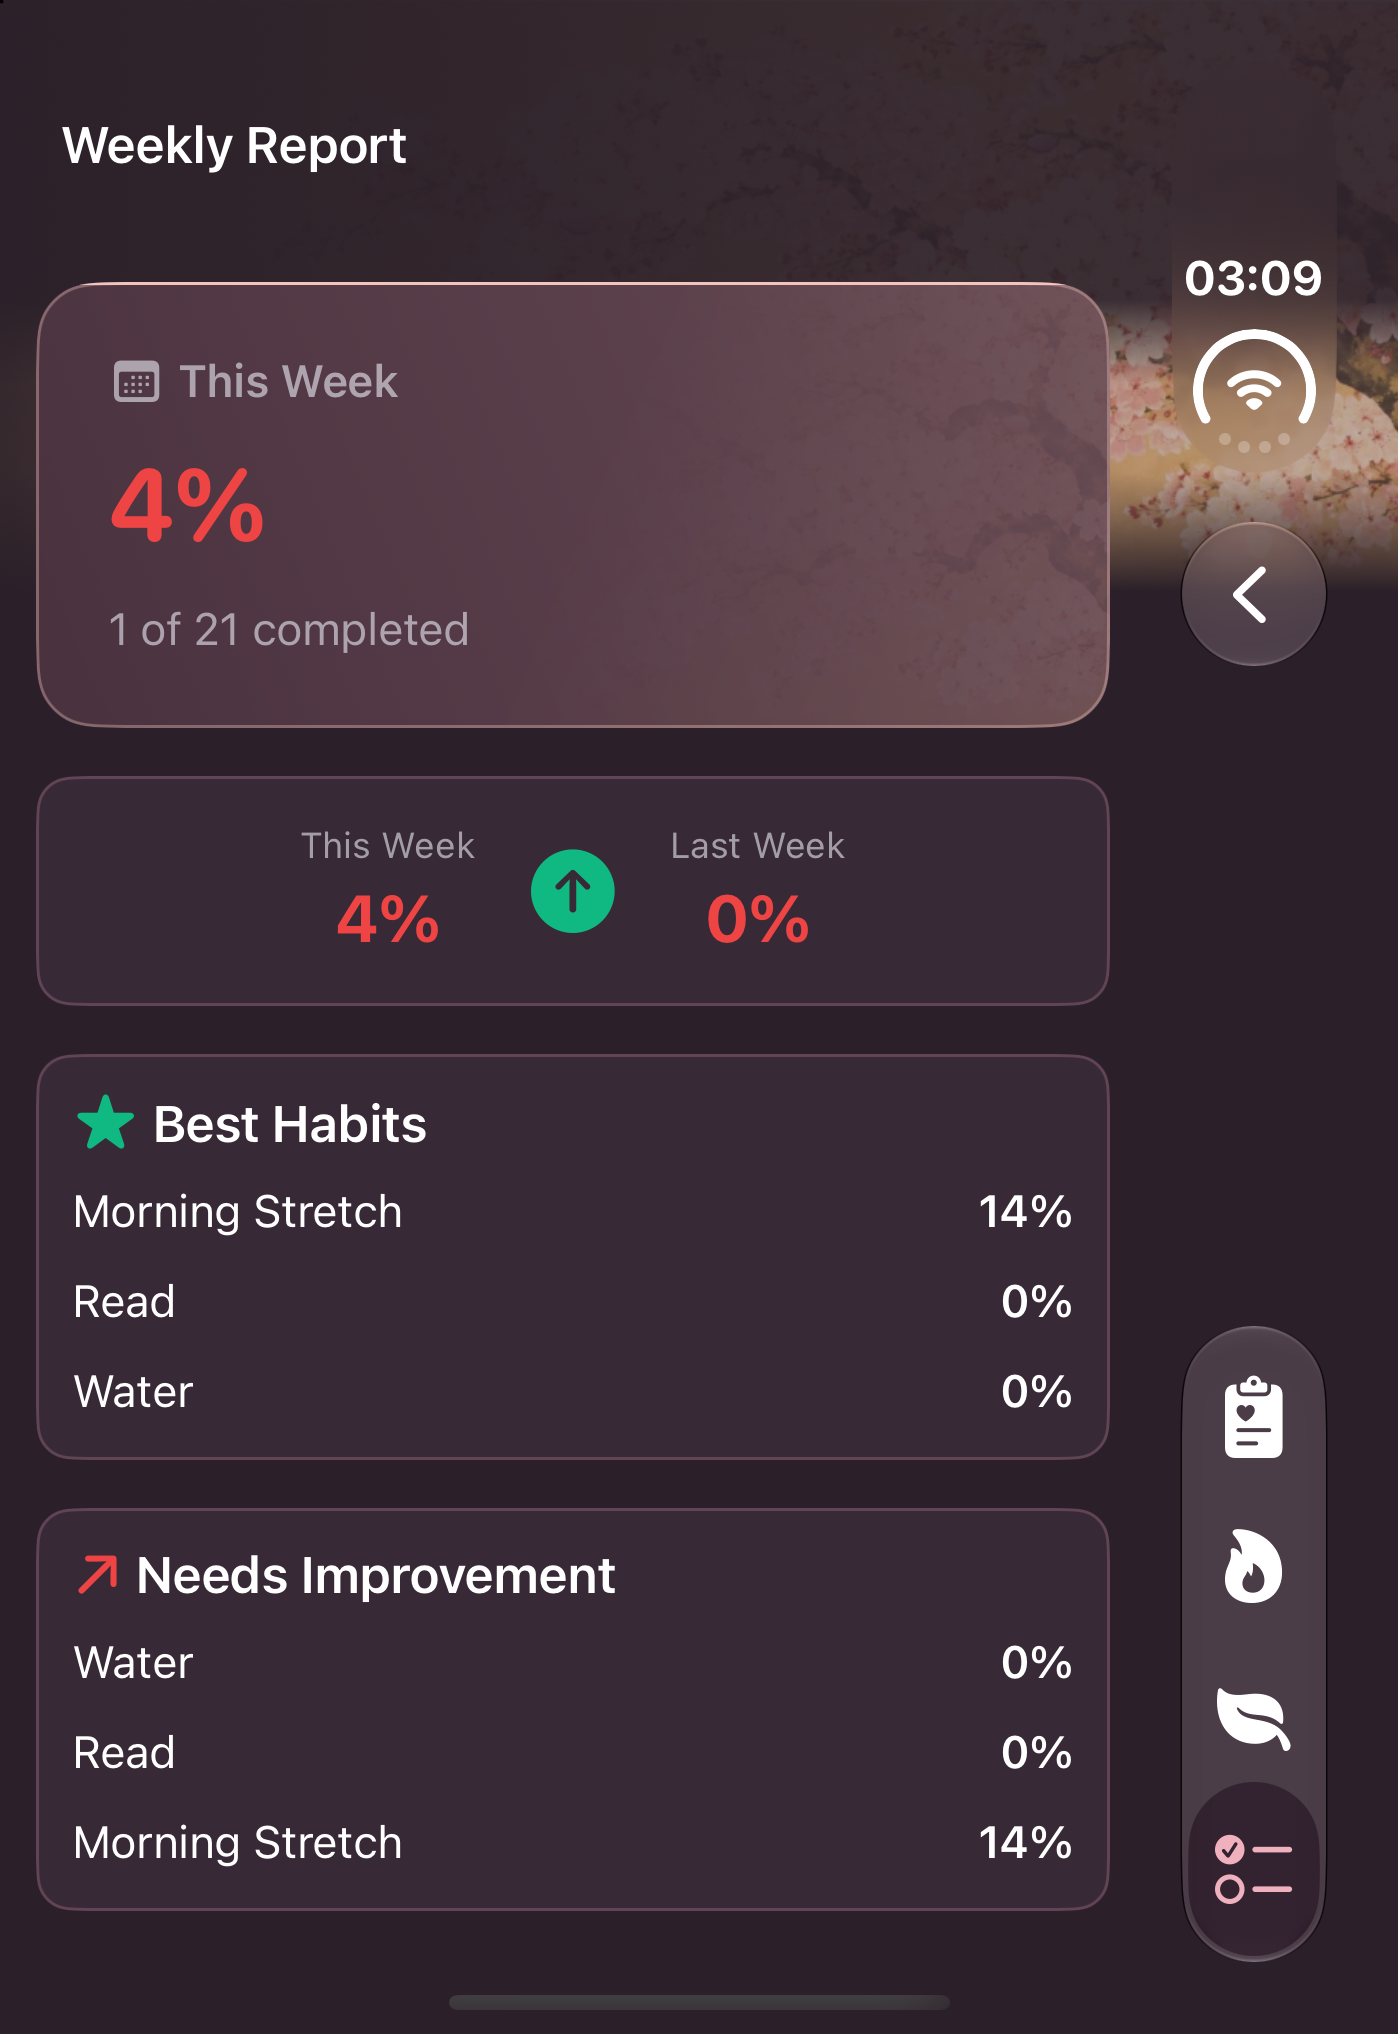 Weekly Report
03:09
This Week
4%
1 of 21 completed
This Week
4%
Last Week
0%
Best Habits
Morning Stretch 14%
Read 0%
Water 0%
Needs Improvement
Water 0%
Read 0%
Morning Stretch 14%